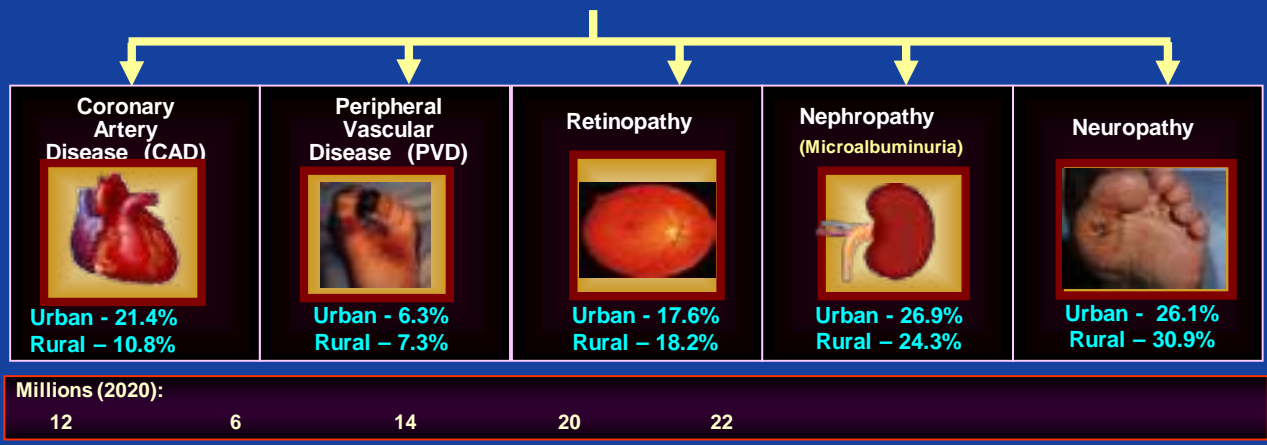 Coronary
Artery
Disease (CAD)
Urban - 21.4%
Rural – 10.8%
Peripheral
Vascular
Disease (PVD)
Urban - 6.3%
Rural – 7.3%
Retinopathy
Urban - 17.6%
Rural – 18.2%
Nephropathy
(Microalbuminuria)
Urban - 26.9%
Rural – 24.3%
Neuropathy
Urban - 26.1%
Rural – 30.9%
Millions (2020):
12 6 14 20 22